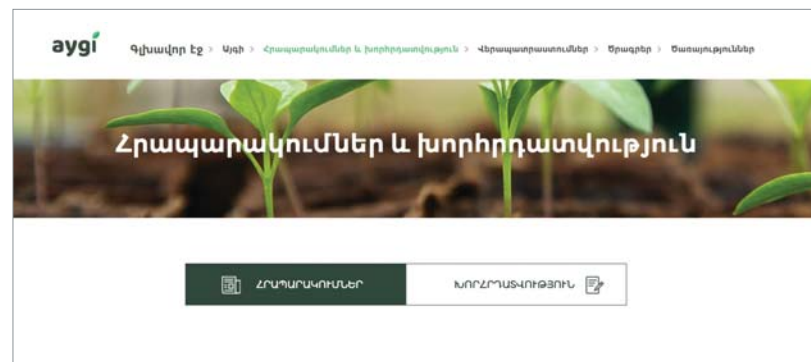 aygi
Գլխավոր էջ > Այգի > Հրապարակումներ և խորհրդատվություն > Վերապատրաստումներ > Ծրագրեր > Ծառայություններ
Հրապարակումներ և խորհրդատվություն
ՀՐԱՊԱՐԱԿՈՒՄՆԵՐ ԽՈՐՀՐԴԱՏՎՈՒԹՅՈՒՆ